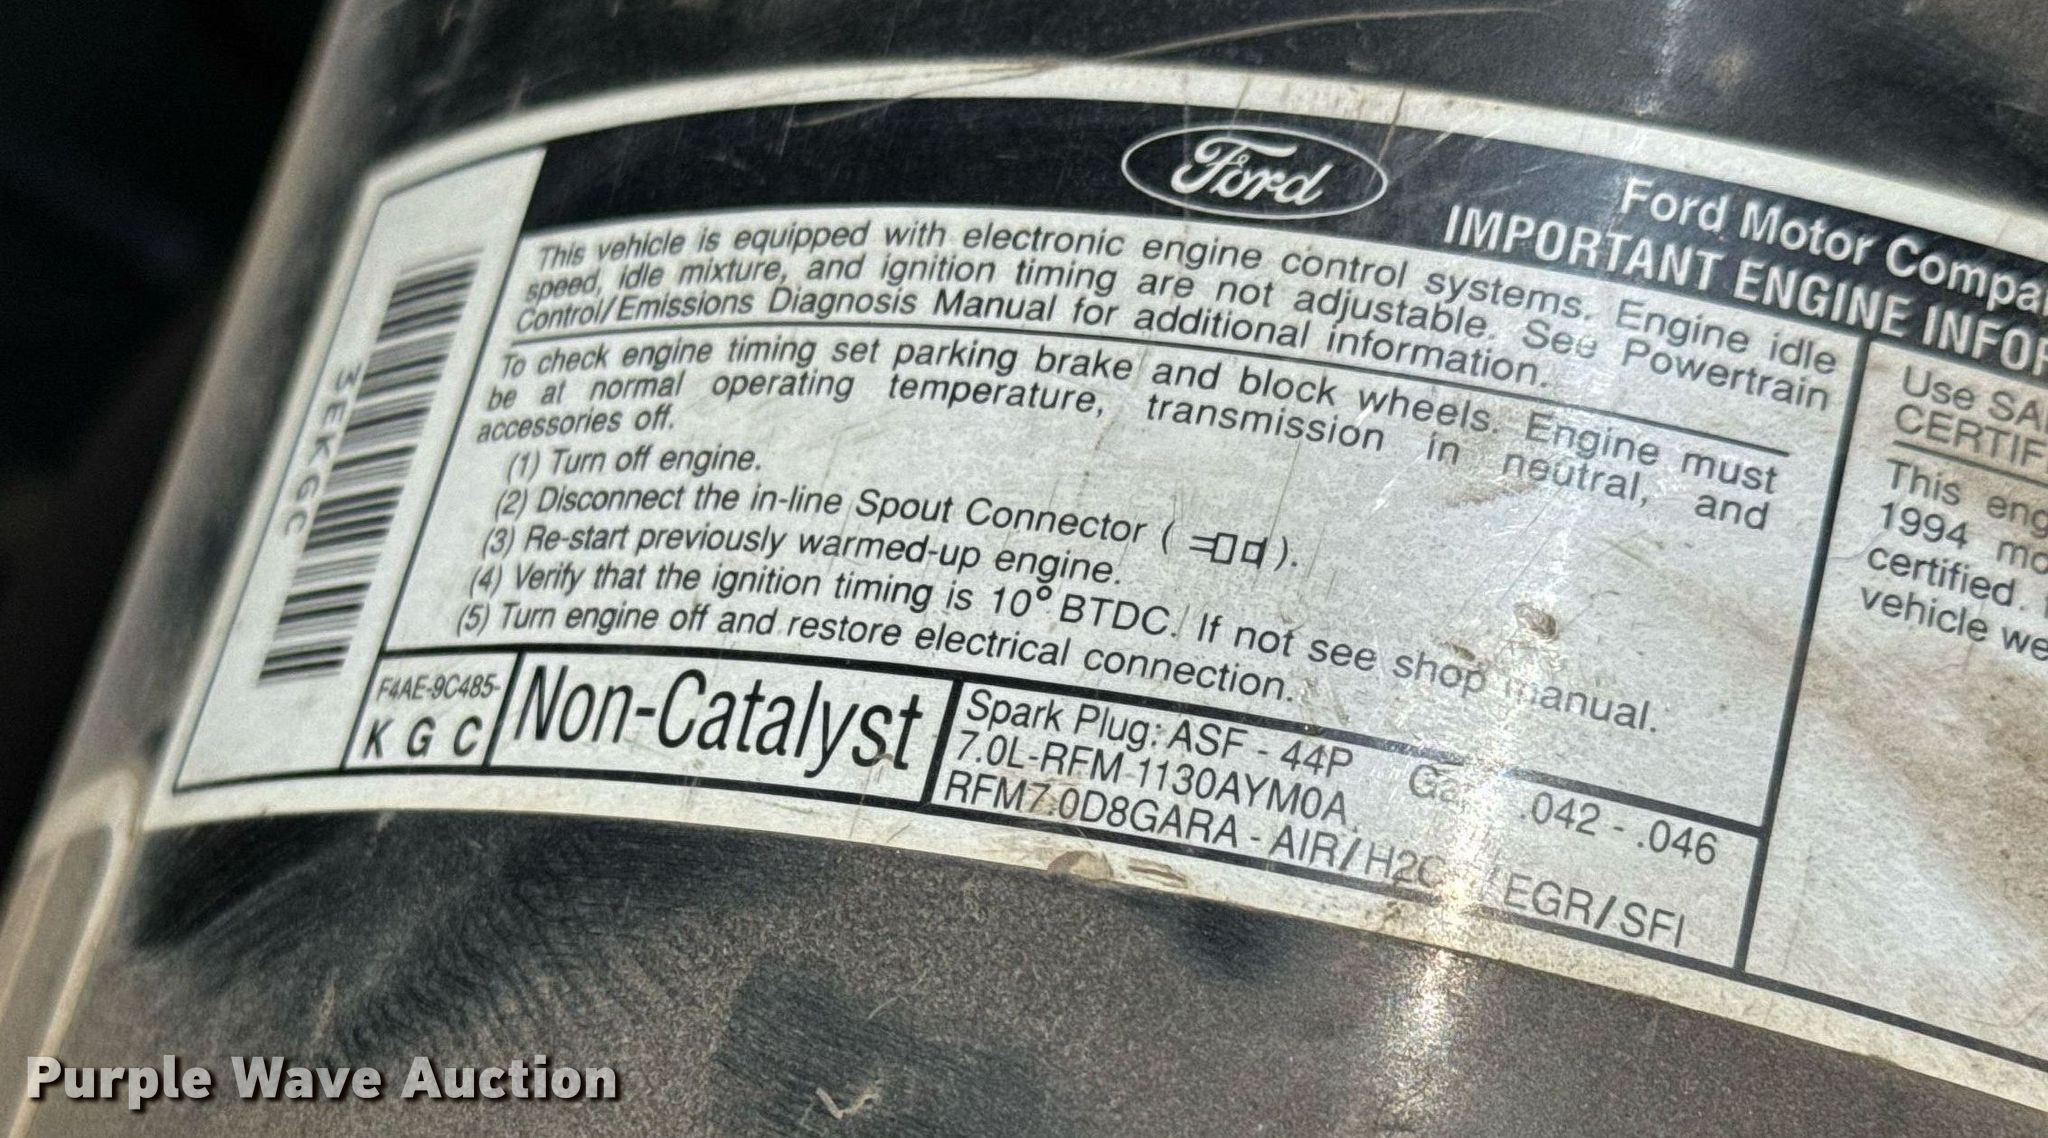 Ford
Ford Motor Compa
IMPORTANT ENGINE INFOR
This vehicle is equipped with electronic engine control systems. Engine idle
speed, idle mixture, and ignition timing are not adjustable. See Powertrain
Control/Emissions Diagnosis Manual for additional information.
To check engine timing set parking brake and block wheels. Engine must
be at normal operating temperature, transmission in neutral, and
accessories off.
(1) Turn off engine.
(2) Disconnect the in-line Spout Connector ( ).
(3) Re-start previously warmed-up engine.
(4) Verify that the ignition timing is 10° BTDC. If not see shop manual.
(5) Turn engine off and restore electrical connection.
3EKGC
F4AE-9C485-
K G C
Non-Catalyst
Spark Plug: ASF - 44P Gap .042 - .046
7.0L-RFM-1130AYM0A
RFM7.0D8GARA - AIR/ EGR/SFI
Use SA
CERTIF
This eng
1994 mo
certified.
vehicle we
Purple Wave Auction